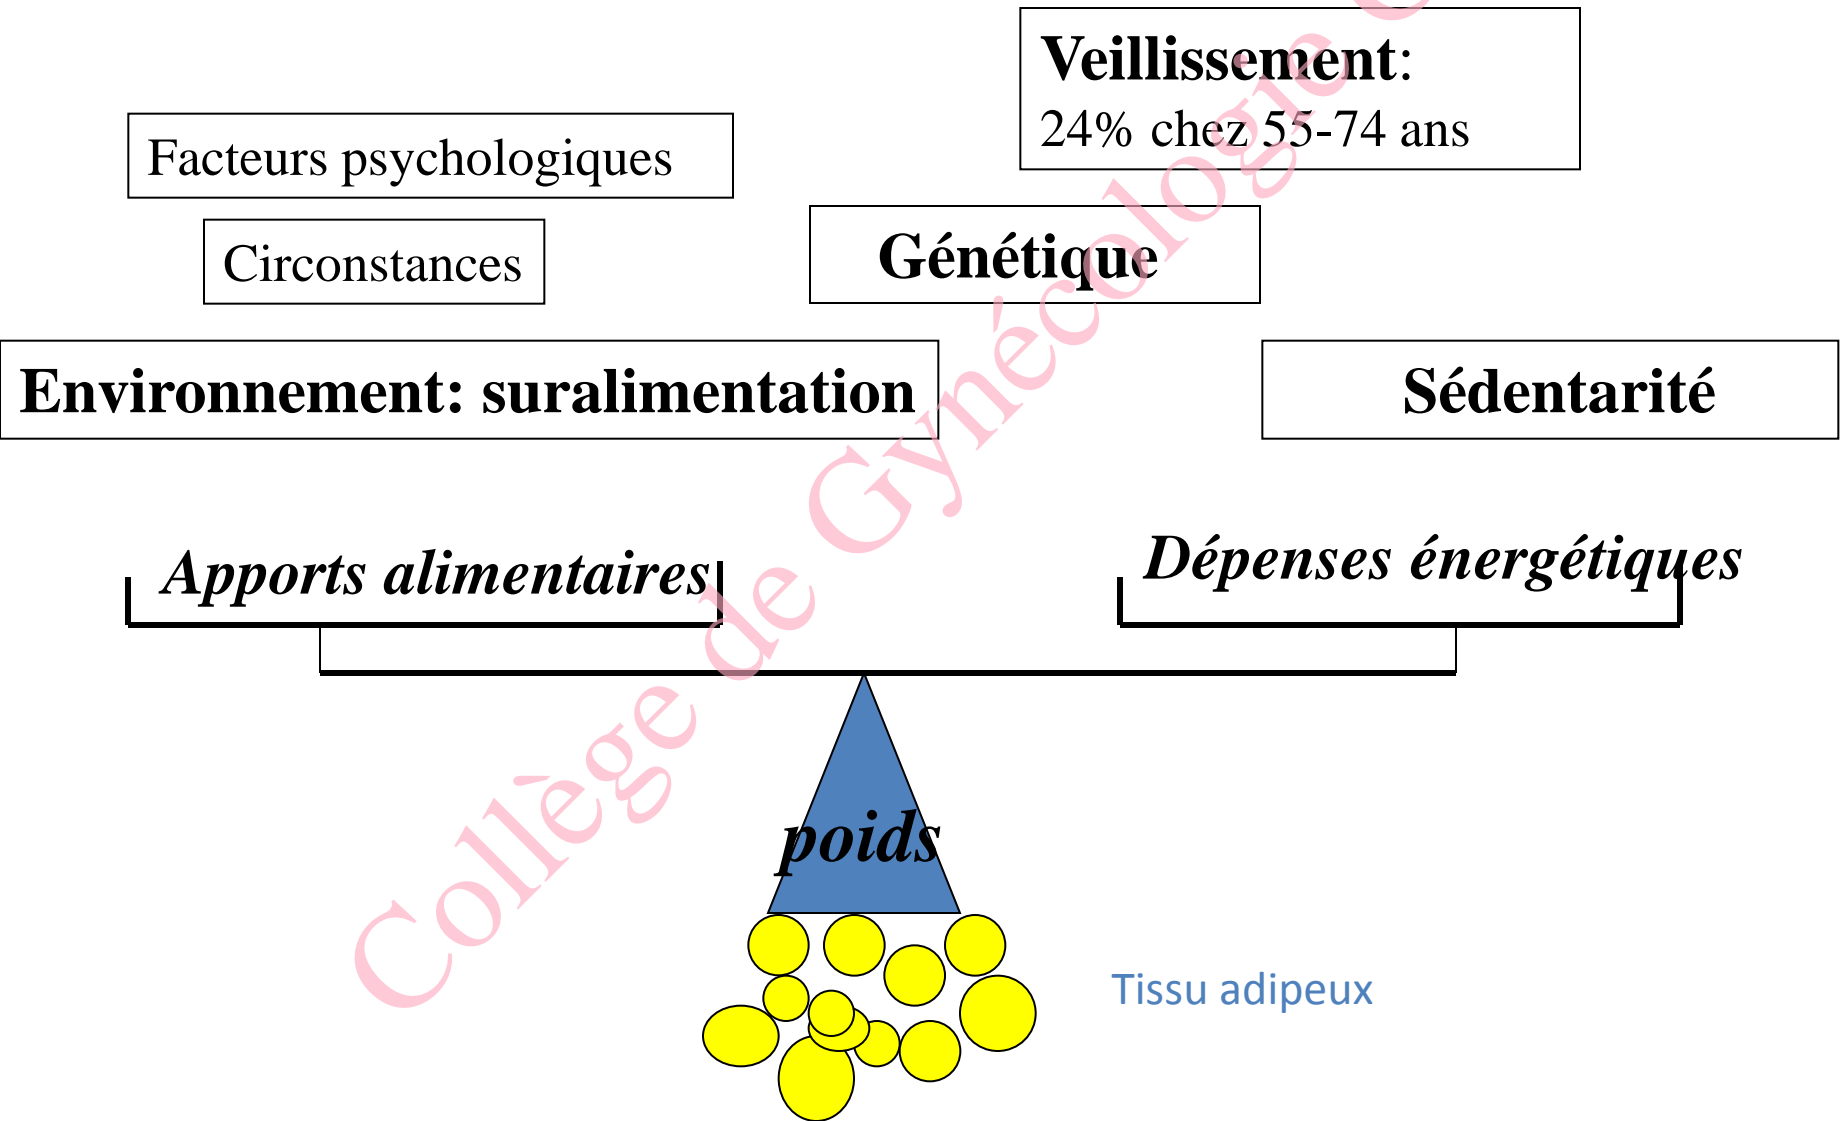 Veillissement:
24% chez 55-74 ans
Facteurs psychologiques
Circonstances
Génétique
Environnement: suralimentation
Sédentarité
Apports alimentaires
Dépenses énergétiques
poids
Tissu adipeux
Collège de Gynécologie